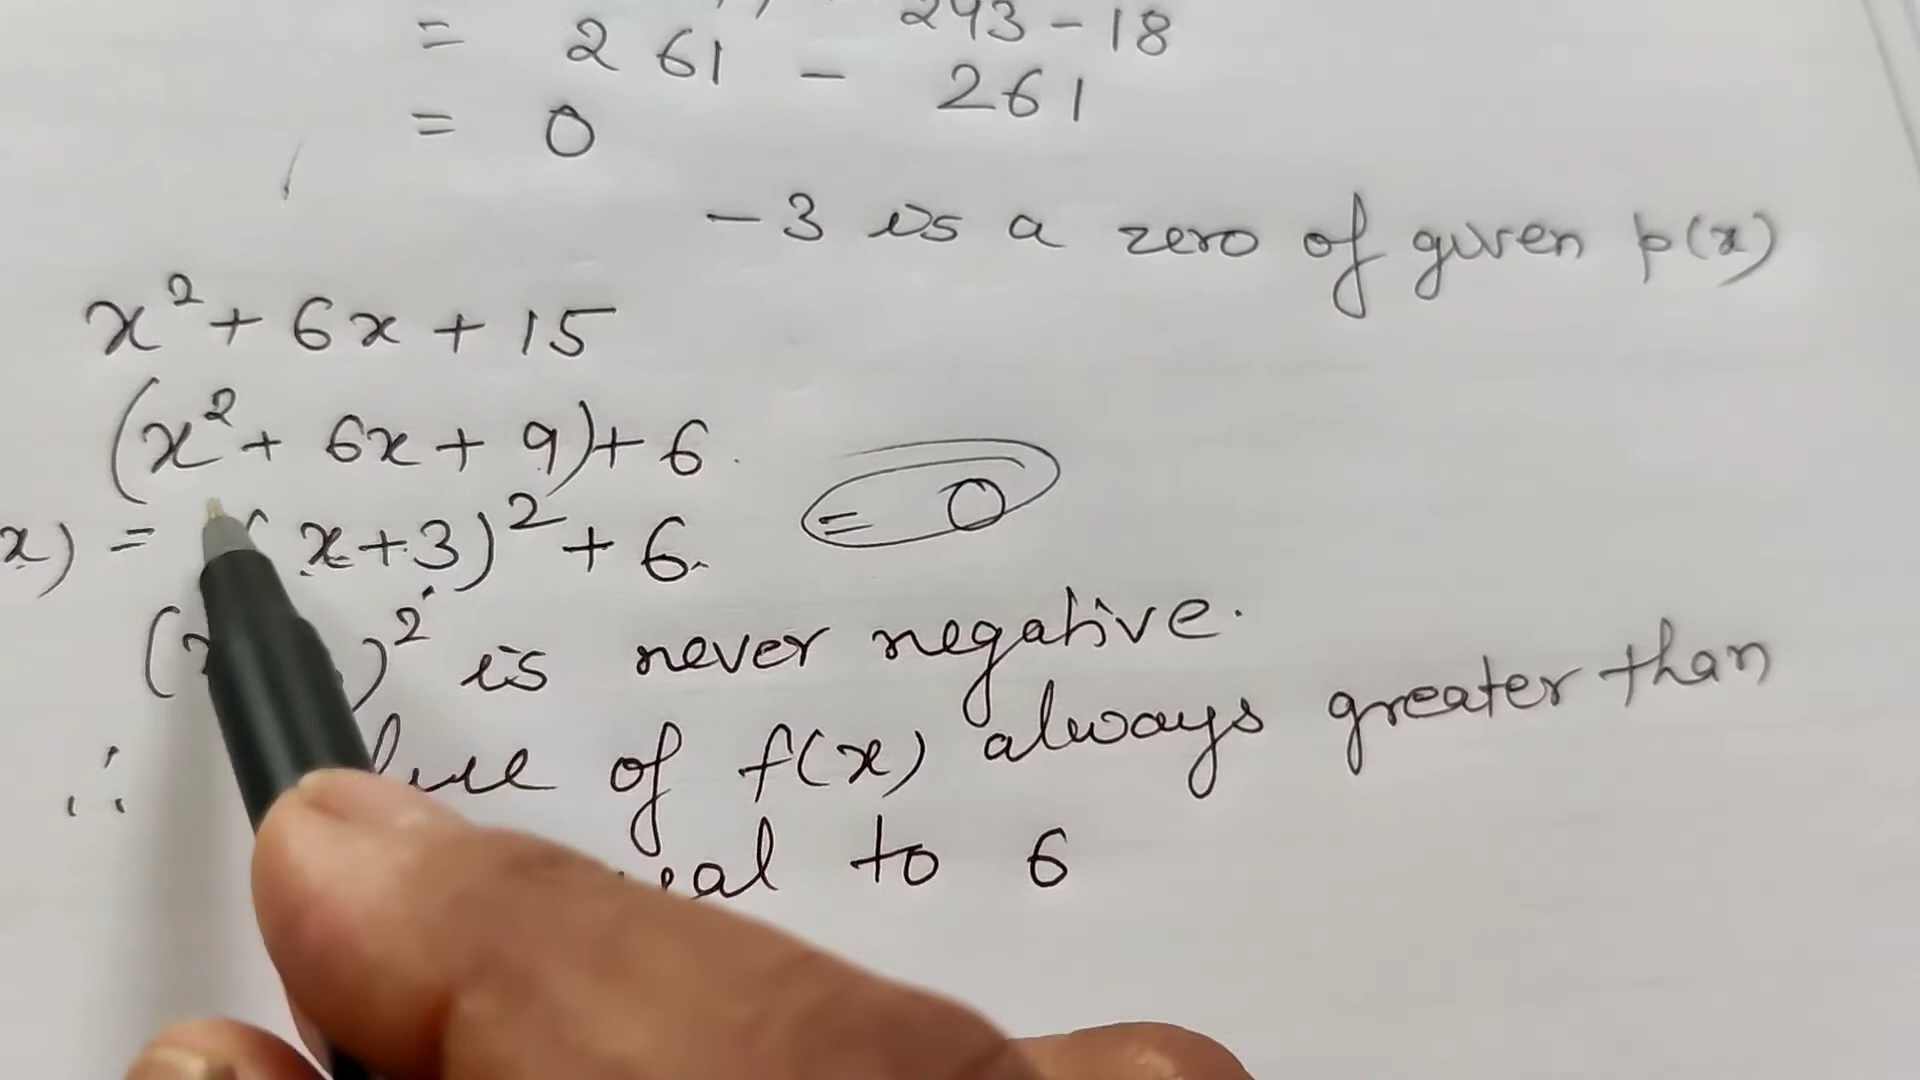 243 - 18
= 261 - 261
= 0
-3 is a zero of given p(x)
x² + 6x + 15
(x² + 6x + 9) + 6
= 0
x) = (x+3)² + 6
( )² is never negative.
∴ of f(x) always greater than
to 6